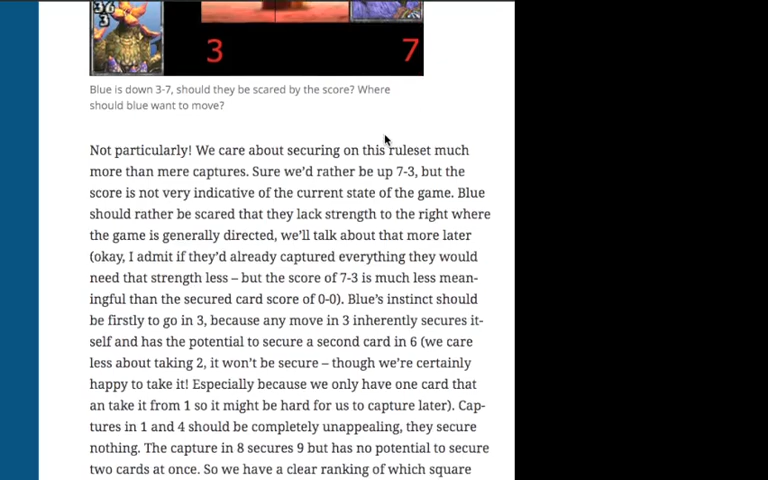 3 6
3
3 7
Blue is down 3-7, should they be scared by the score? Where
should blue want to move?
Not particularly! We care about securing on this ruleset much
more than mere captures. Sure we’d rather be up 7-3, but the
score is not very indicative of the current state of the game. Blue
should rather be scared that they lack strength to the right where
the game is generally directed, we’ll talk about that more later
(okay, I admit if they’d already captured everything they would
need that strength less – but the score of 7-3 is much less mean-
ingful than the secured card score of 0-0). Blue’s instinct should
be firstly to go in 3, because any move in 3 inherently secures it-
self and has the potential to secure a second card in 6 (we care
less about taking 2, it won’t be secure – though we’re certainly
happy to take it! Especially because we only have one card that
an take it from 1 so it might be hard for us to capture later). Cap-
tures in 1 and 4 should be completely unappealing, they secure
nothing. The capture in 8 secures 9 but has no potential to secure
two cards at once. So we have a clear ranking of which square